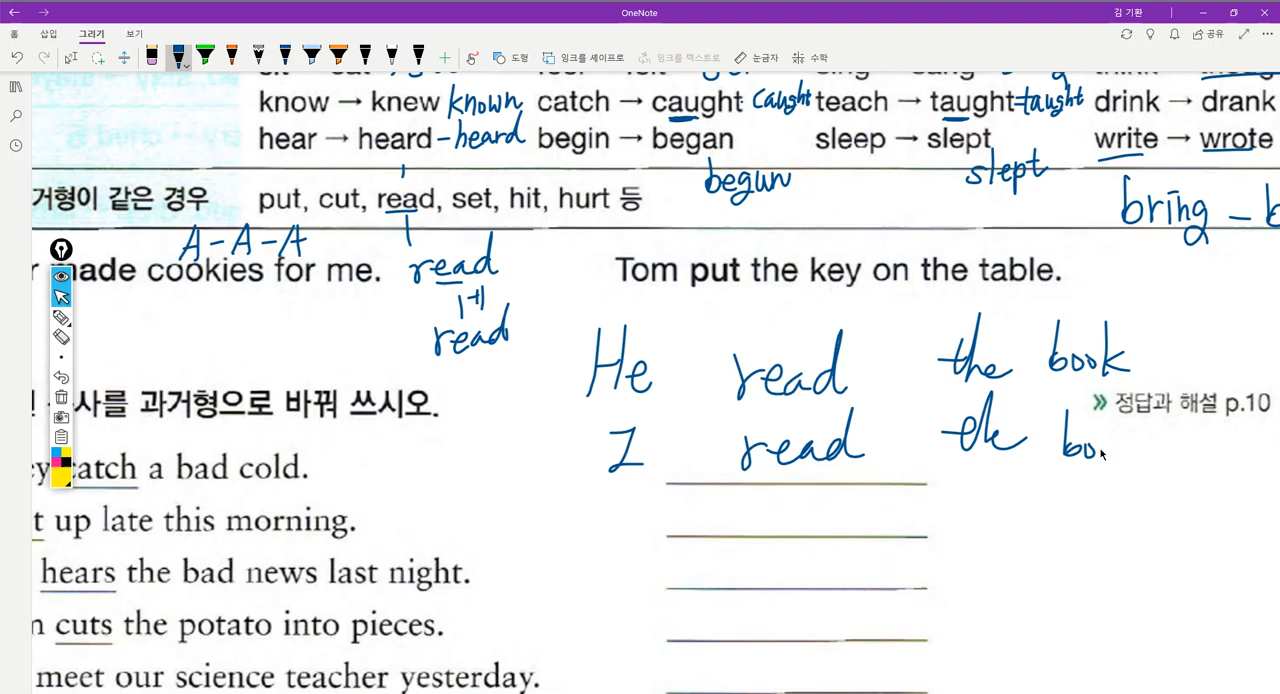 OneNote
김 기환
홈 삽입 그리기 보기
공유
도형 잉크를 셰이프로 잉크를 텍스트로 눈금자 수학
know → knew known catch → caught caught teach → taught - taught drink → drank
hear → heard - heard begin → began sleep → slept write → wrote
begun slept
거형이 같은 경우 put, cut, read, set, hit, hurt 등 bring - b
A - A - A
made cookies for me. read Tom put the key on the table.
read
He read the book
사를 과거형으로 바꿔 쓰시오. » 정답과 해설 p.10
I read the bo
catch a bad cold.
t up late this morning.
hears the bad news last night.
cuts the potato into pieces.
meet our science teacher yesterday.